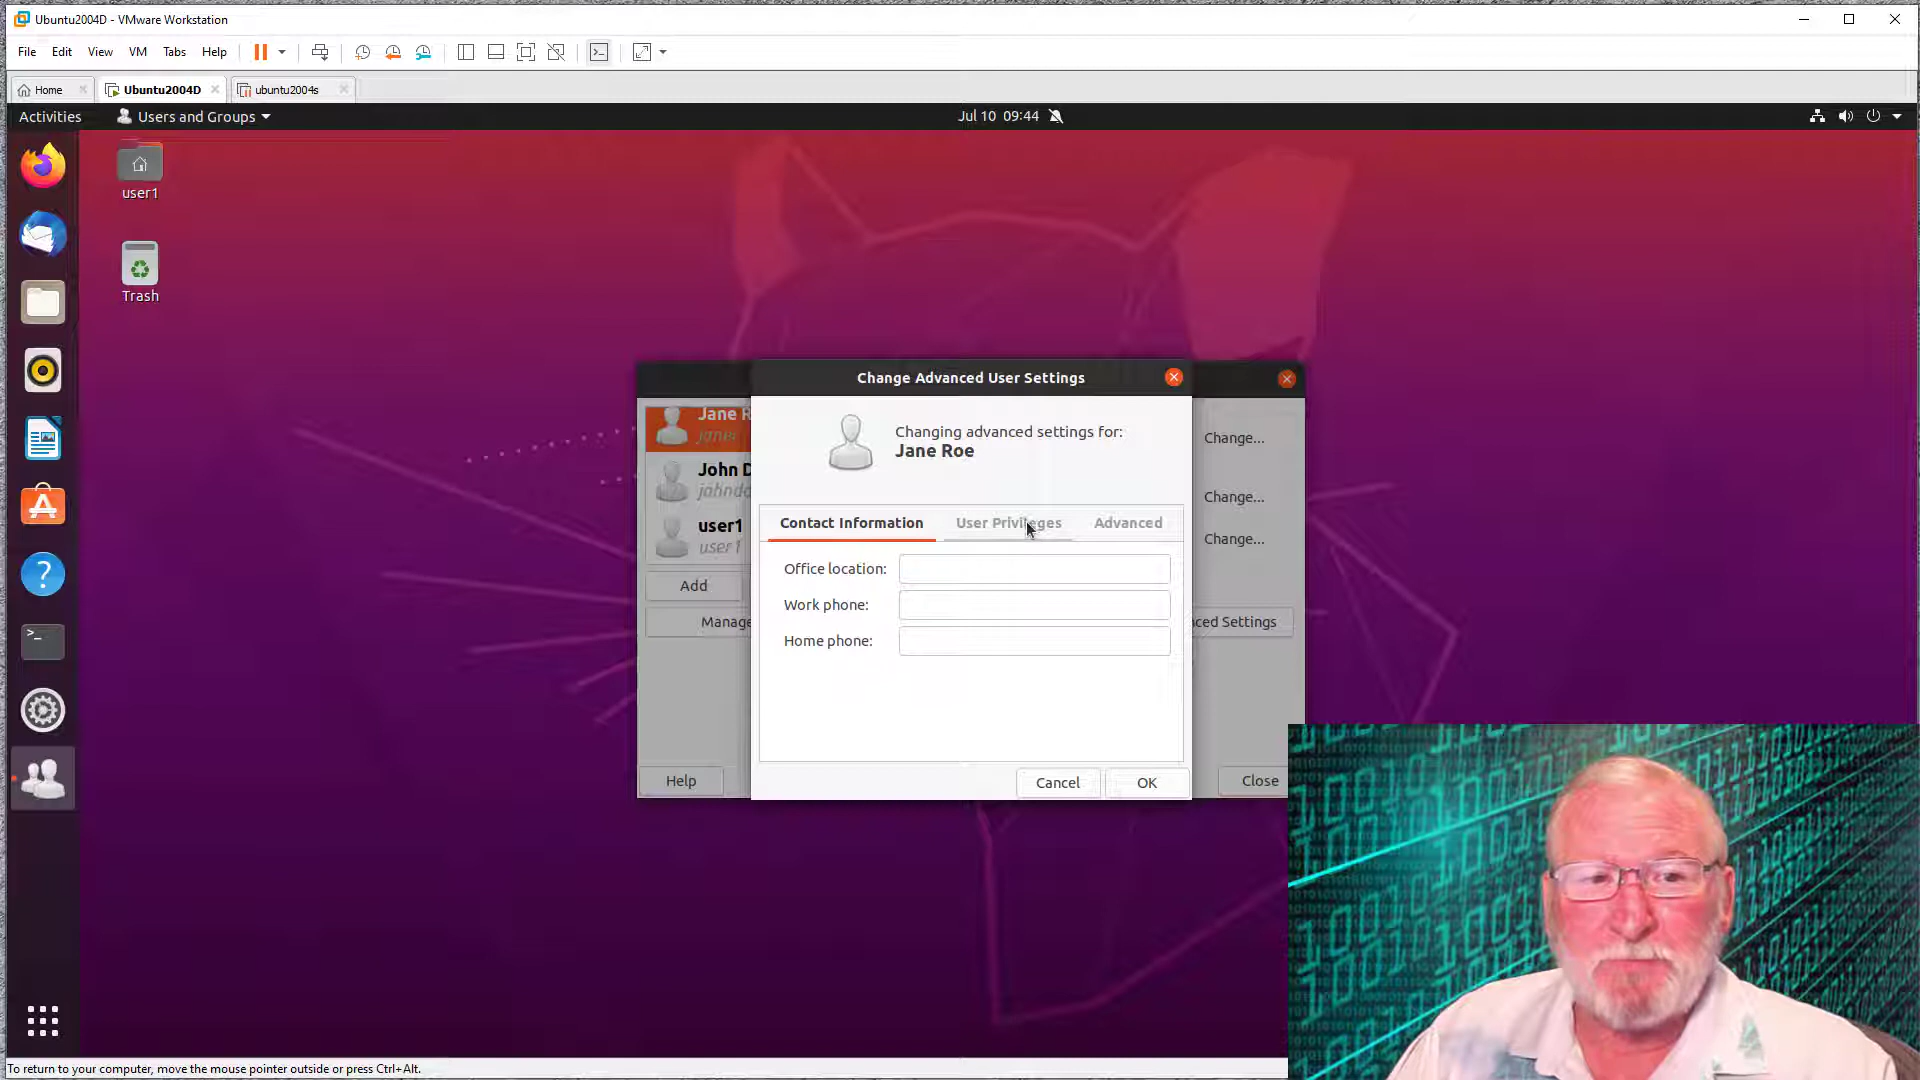 Ubuntu2004D - VMware Workstation
File Edit View VM Tabs Help
Home Ubuntu2004D ubuntu2004s
Activities Users and Groups Jul 10 09:44
user1
Trash
Change Advanced User Settings
Changing advanced settings for:
Jane Roe
Jane R
janer
John D
johndo
user1
user1
Change...
Change...
Change...
Contact Information User Privileges Advanced
Office location:
Work phone:
Home phone:
Add
Manage
ced Settings
Help Cancel OK Close
To return to your computer, move the mouse pointer outside or press Ctrl+Alt.